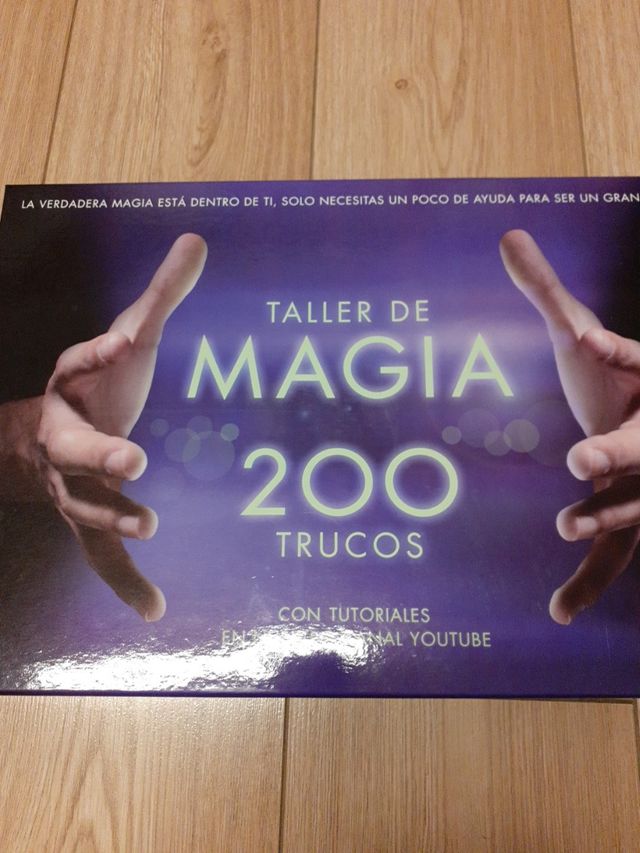 LA VERDADERA MAGIA ESTÁ DENTRO DE TI, SOLO NECESITAS UN POCO DE AYUDA PARA SER UN GRAN
TALLER DE
MAGIA
200
TRUCOS
CON TUTORIALES
YOUTUBE